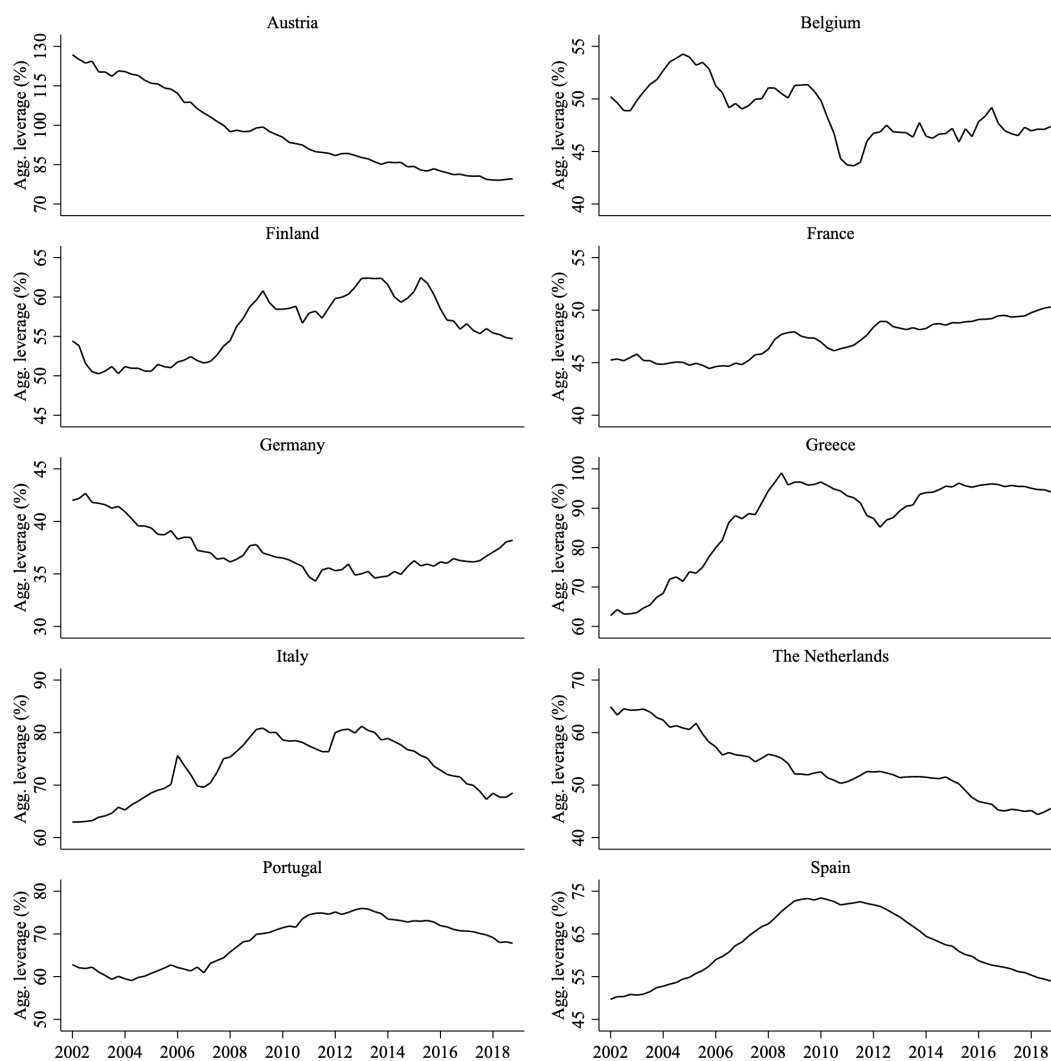 Austria
Agg. leverage (%)
130
115
100
85
70
Belgium
Agg. leverage (%)
55
50
45
40
Finland
Agg. leverage (%)
65
60
55
50
45
France
Agg. leverage (%)
55
50
45
40
Germany
Agg. leverage (%)
45
40
35
30
Greece
Agg. leverage (%)
100
90
80
70
60
Italy
Agg. leverage (%)
90
80
70
60
The Netherlands
Agg. leverage (%)
70
60
50
40
Portugal
Agg. leverage (%)
80
70
60
50
2002 2004 2006 2008 2010 2012 2014 2016 2018
Spain
Agg. leverage (%)
75
65
55
45
2002 2004 2006 2008 2010 2012 2014 2016 2018